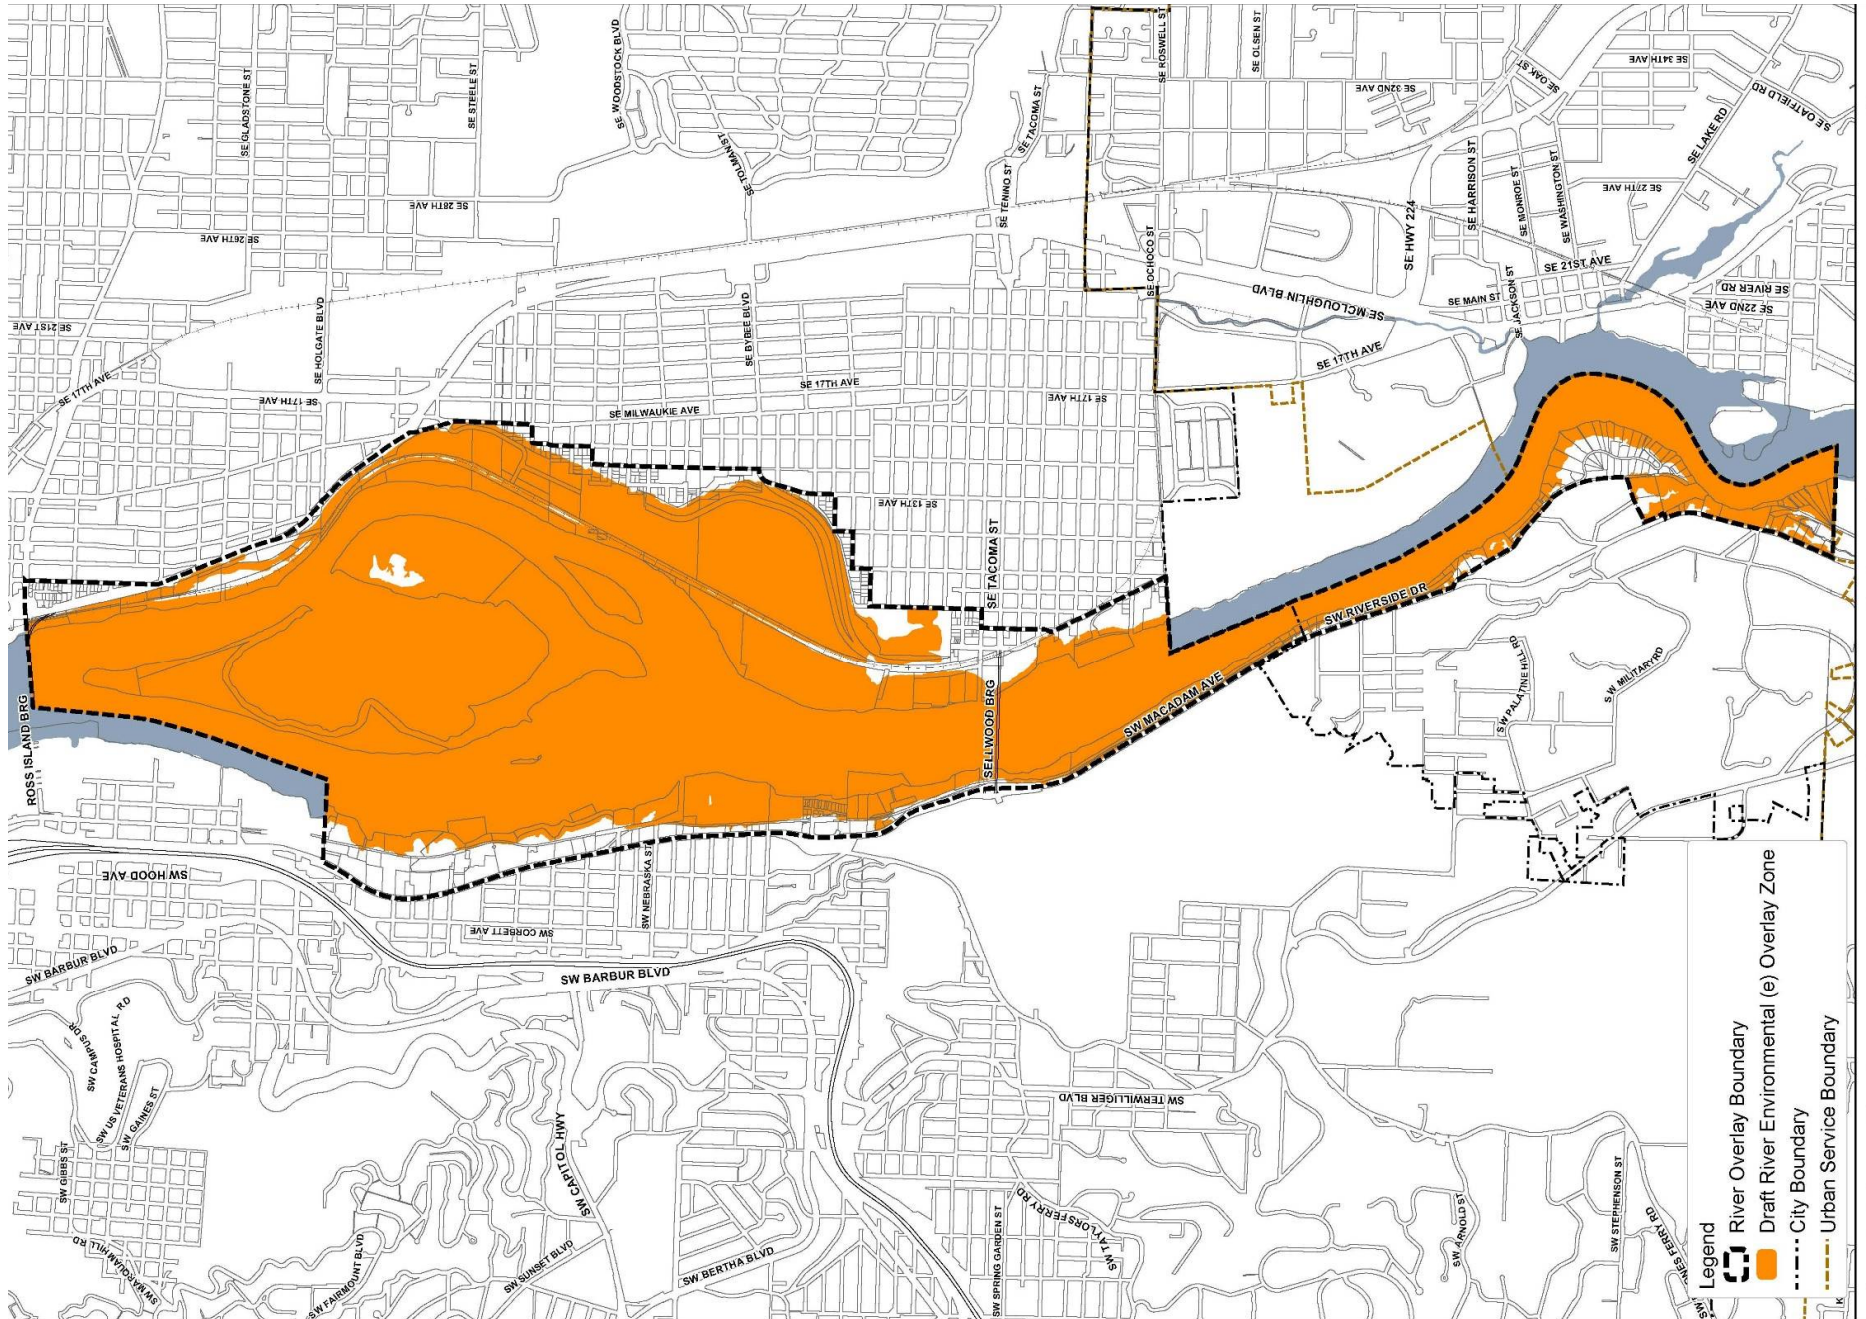 SE GLADSTONE ST
SE STEELE ST
SE WOODSTOCK BLVD
SE TOLMAN ST
SE TACOMA ST
SE TENINO ST
SE ROSWELL ST
SE OLSEN ST
SE 32ND AVE
SE OAK ST
SE 34TH AVE
SE OATFIELD RD
SE OATFIELD RD
SE LAKE RD
SE HARRISON ST
SE MONROE ST
SE WASHINGTON ST
SE 27TH AVE
SE 28TH AVE
SE 26TH AVE
SE 21ST AVE
SE HOLGATE BLVD
SE BYBEE BLVD
SE OCHOCO ST
SE HWY 224
SE MCLOUGHLIN BLVD
SE MAIN ST
SE JACKSON ST
SE 21ST AVE
SE RIVER RD
SE 22ND AVE
SE 17TH AVE
SE 17TH AVE
SE MILWAUKIE AVE
SE 17TH AVE
SE 17TH AVE
SE 17TH AVE
SE 13TH AVE
SE TACOMA ST
SELLWOOD BRG
ROSS ISLAND BRG
SW MACADAM AVE
SW RIVERSIDE DR
SW PALATINE HILL RD
SW MILITARY RD
SW HOOD AVE
SW NEBRASKA ST
SW CORBETT AVE
SW BARBUR BLVD
SW BARBUR BLVD
SW CAMPUS DR
SW US VETERANS HOSPITAL RD
SW GAINES ST
SW GIBBS ST
SW MARQUAM HILL RD
SW FAIRMOUNT BLVD
SW CAPITOL HWY
SW SUNSET BLVD
SW BERTHA BLVD
SW TERWILLIGER BLVD
SW TAYLORS FERRY RD
SW SPRING GARDEN ST
SW ARNOLD ST
SW STEPHENSON ST
Legend
River Overlay Boundary
Draft River Environmental (e) Overlay Zone
City Boundary
Urban Service Boundary